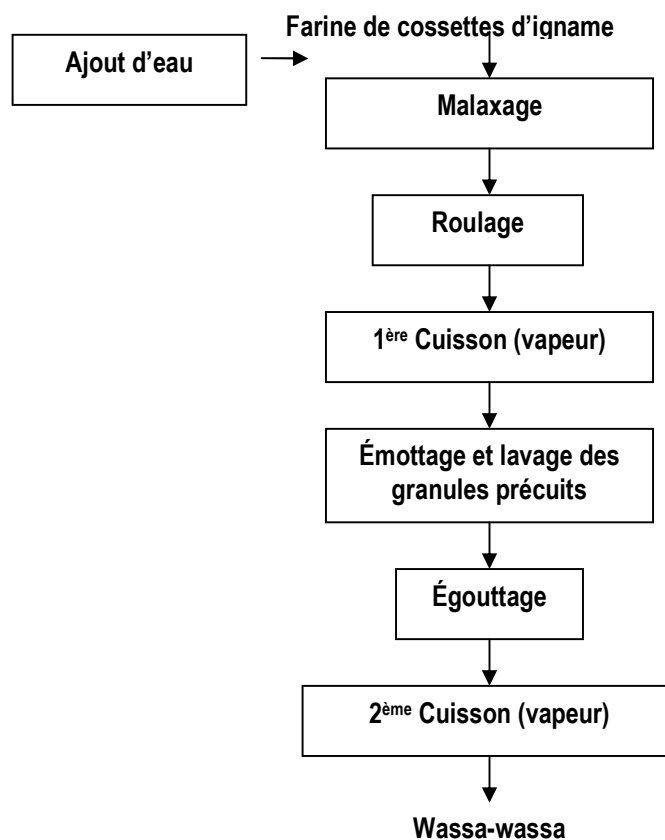 Farine de cossettes d’igname
Ajout d’eau
Malaxage
Roulage
1ère Cuisson (vapeur)
Émottage et lavage des
granules précuits
Égouttage
2ème Cuisson (vapeur)
Wassa-wassa